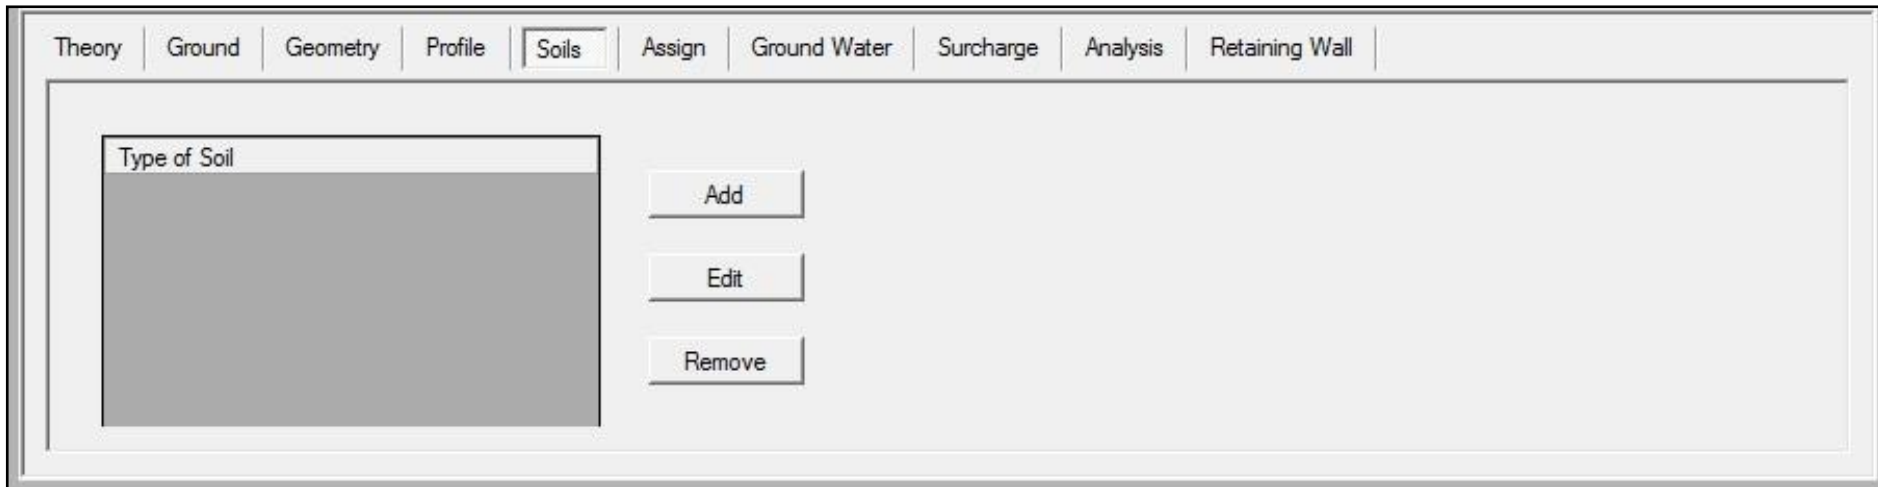 Theory Ground Geometry Profile Soils Assign Ground Water Surcharge Analysis Retaining Wall
Type of Soil
Add
Edit
Remove